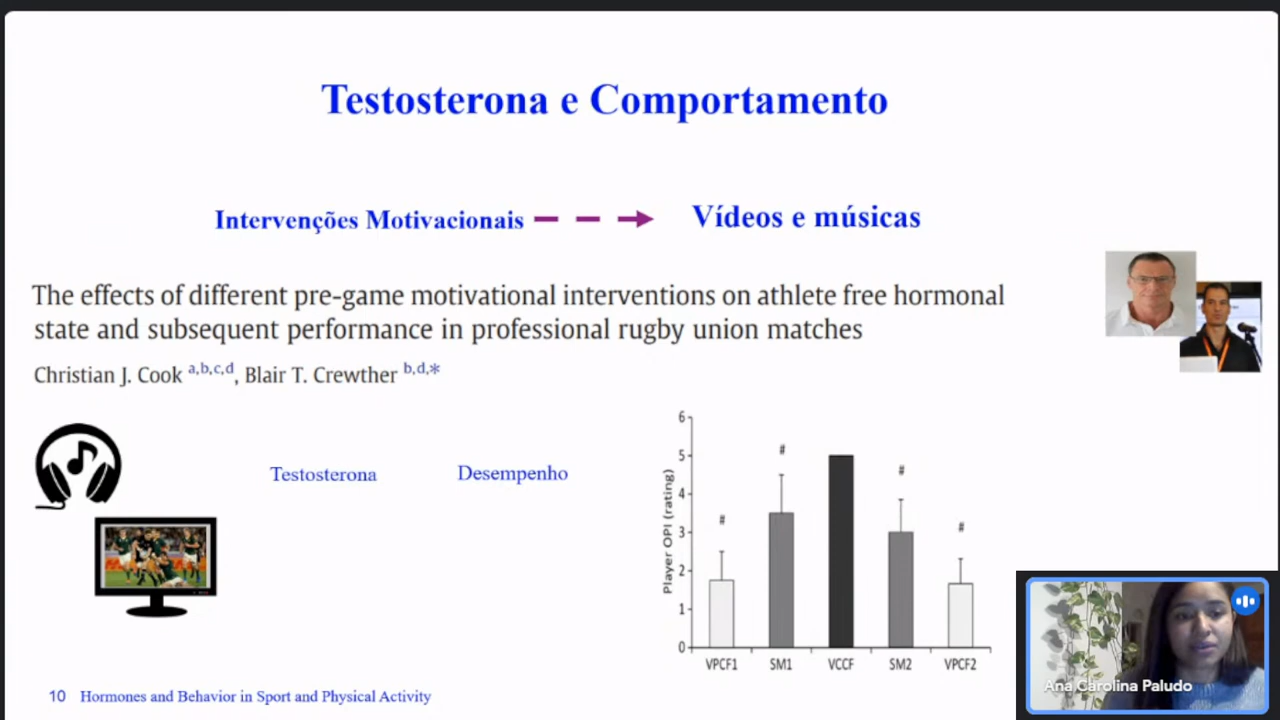 Testosterona e Comportamento
Intervenções Motivacionais
Vídeos e músicas
The effects of different pre-game motivational interventions on athlete free hormonal
state and subsequent performance in professional rugby union matches
Christian J. Cook a,b,c,d, Blair T. Crewther b,d,*
Testosterona
Desempenho
Player OPI (rating)
6
5
4
3
2
1
0
#
#
#
#
VPCF1
SM1
VCCF
SM2
VPCF2
Ana Carolina Paludo
10 Hormones and Behavior in Sport and Physical Activity